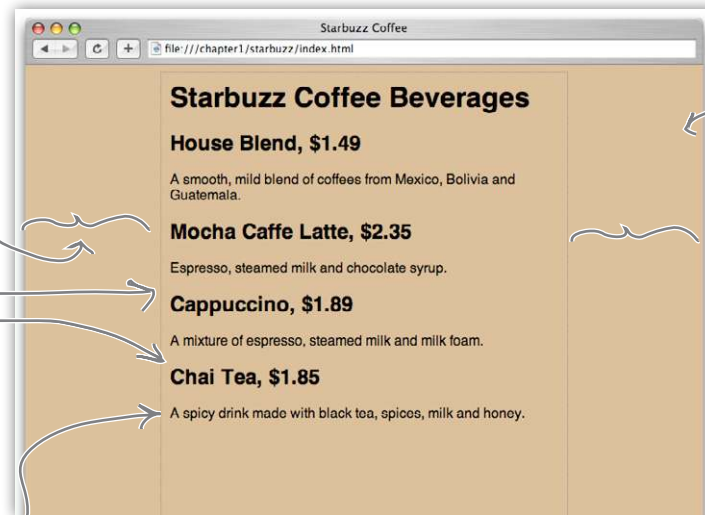 Starbuzz Coffee
file:///chapter1/starbuzz/index.html
Starbuzz Coffee Beverages
House Blend, $1.49
A smooth, mild blend of coffees from Mexico, Bolivia and
Guatemala.
Mocha Caffe Latte, $2.35
Espresso, steamed milk and chocolate syrup.
Cappuccino, $1.89
A mixture of espresso, steamed milk and milk foam.
Chai Tea, $1.85
A spicy drink made with black tea, spices, milk and honey.